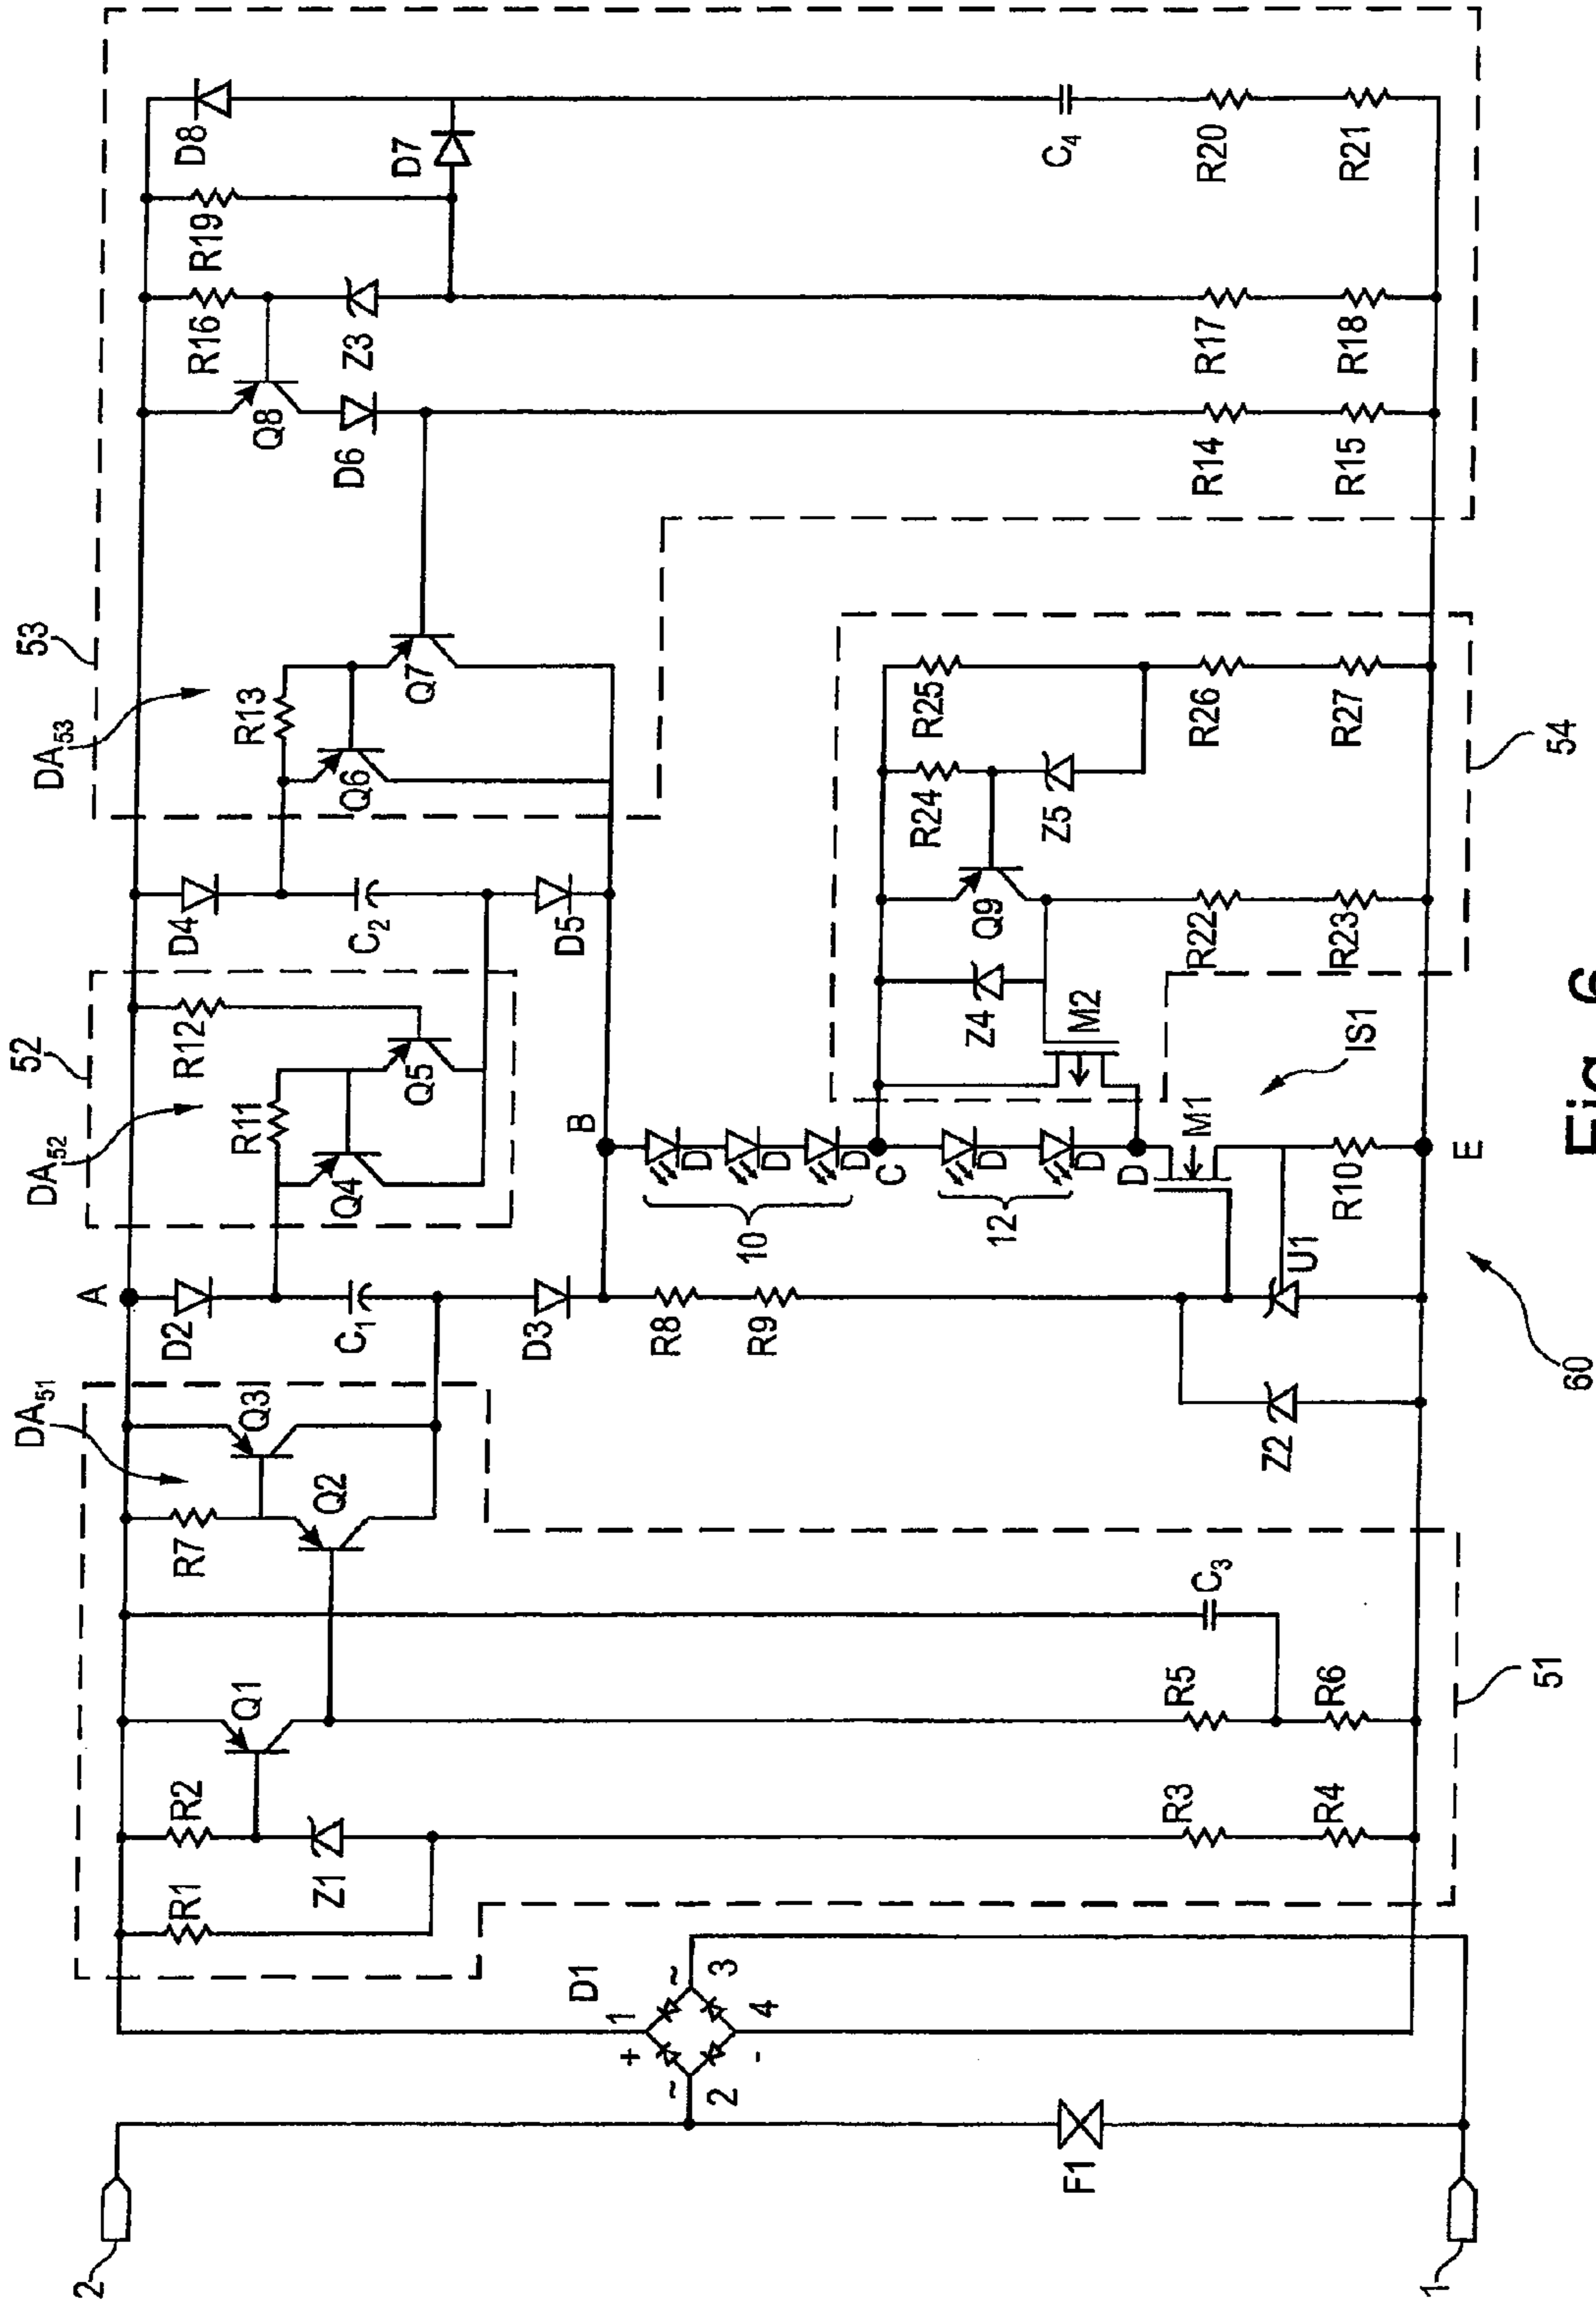 2
1
F1
D1
+
1
~
2
~
3
-
4
51
R1
R2
Z1
Q1
R3
R4
R5
R6
C3
R7
Q2
Q3
DA51
A
D2
C1
D3
R8
R9
Z2
U1
60
52
DA52
R11
R12
Q4
Q5
B
D
D
D
10
C
D
D
12
D
M1
R10
E
IS1
D4
C2
D5
53
DA53
R13
Q6
Q7
M2
Z4
Q9
R22
R23
R24
Z5
R25
R26
R27
54
Q8
D6
R14
R15
R16
Z3
R17
R18
R19
D7
D8
C4
R20
R21
Fig. 6